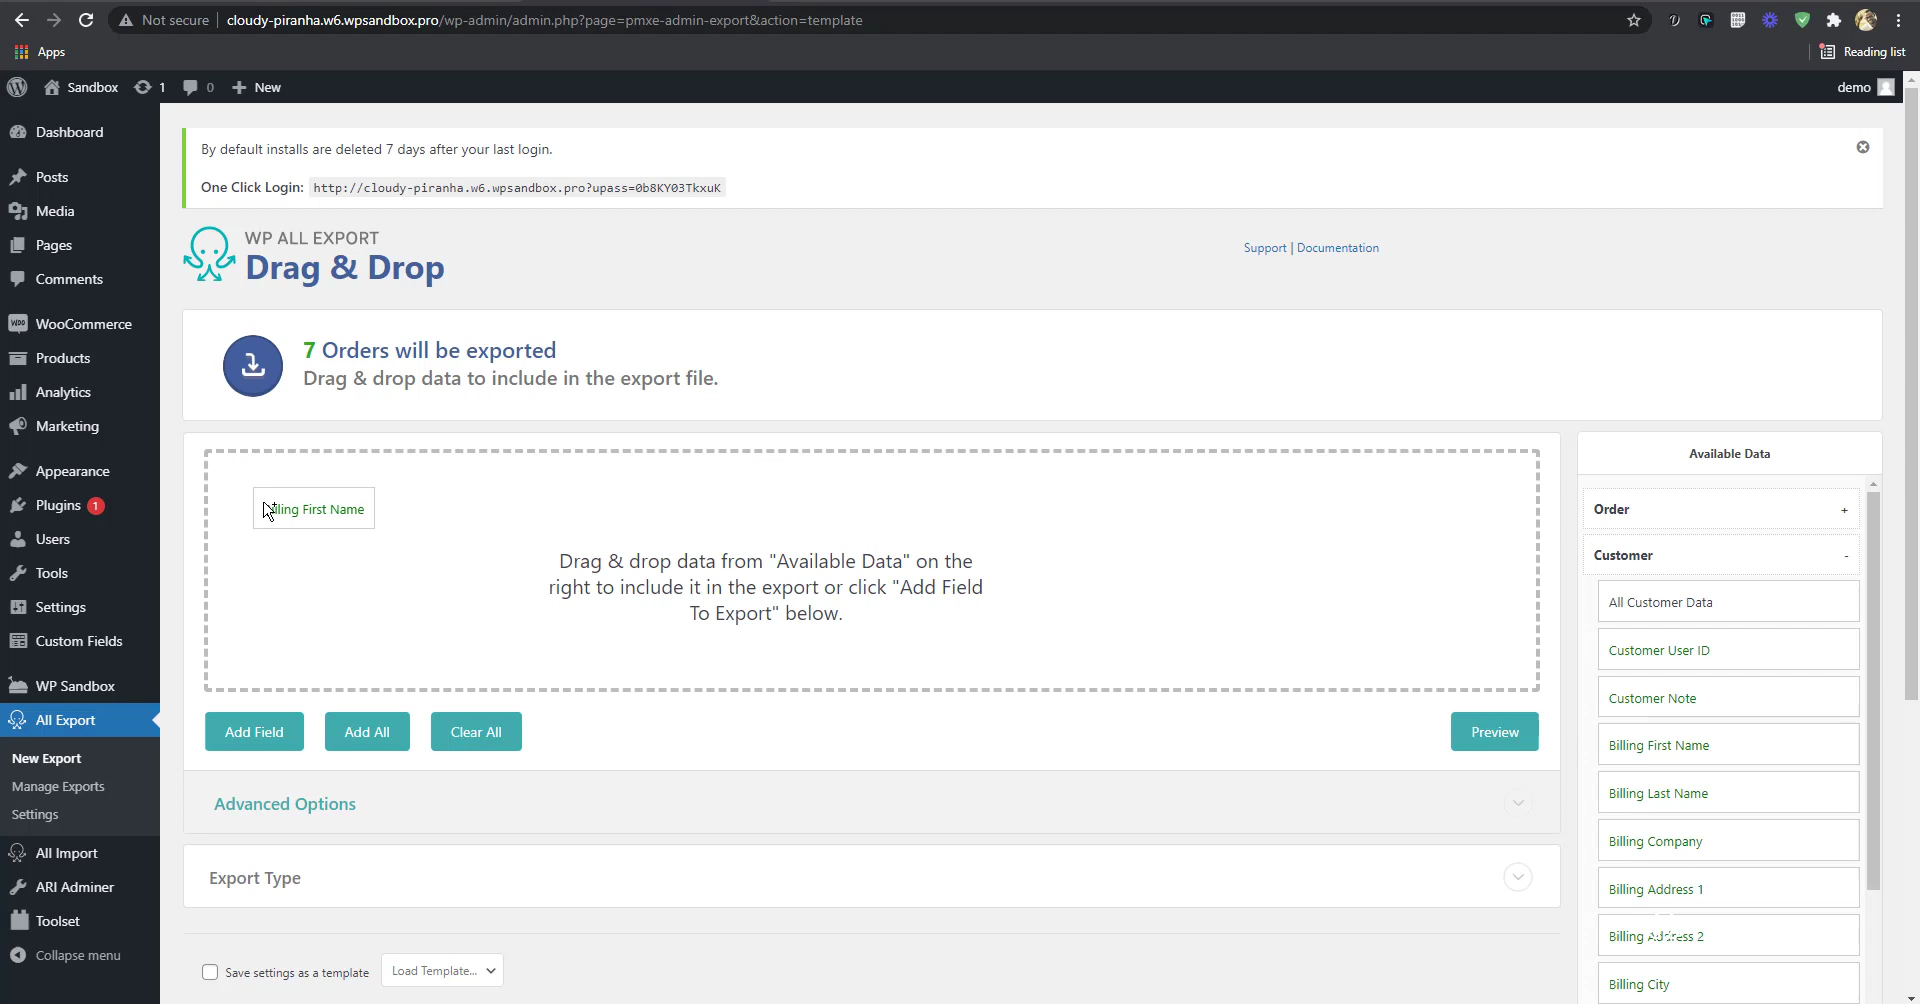 Not secure
cloudy-piranha.w6.wpsandbox.pro/wp-admin/admin.php?page=pmxe-admin-export&action=template
Apps
Reading list
Sandbox
1
0
New
demo
Dashboard
Posts
Media
Pages
Comments
WooCommerce
Products
Analytics
Marketing
Appearance
Plugins 1
Users
Tools
Settings
Custom Fields
WP Sandbox
All Export
New Export
Manage Exports
Settings
All Import
ARI Adminer
Toolset
Collapse menu
By default installs are deleted 7 days after your last login.
One Click Login: http://cloudy-piranha.w6.wpsandbox.pro?upass=0b8KY03TkxuK
WP ALL EXPORT
Drag & Drop
Support | Documentation
7 Orders will be exported
Drag & drop data to include in the export file.
Billing First Name
Drag & drop data from "Available Data" on the
right to include it in the export or click "Add Field
To Export" below.
Add Field
Add All
Clear All
Preview
Advanced Options
Export Type
Save settings as a template
Load Template...
Available Data
Order +
Customer -
All Customer Data
Customer User ID
Customer Note
Billing First Name
Billing Last Name
Billing Company
Billing Address 1
Billing Address 2
Billing City